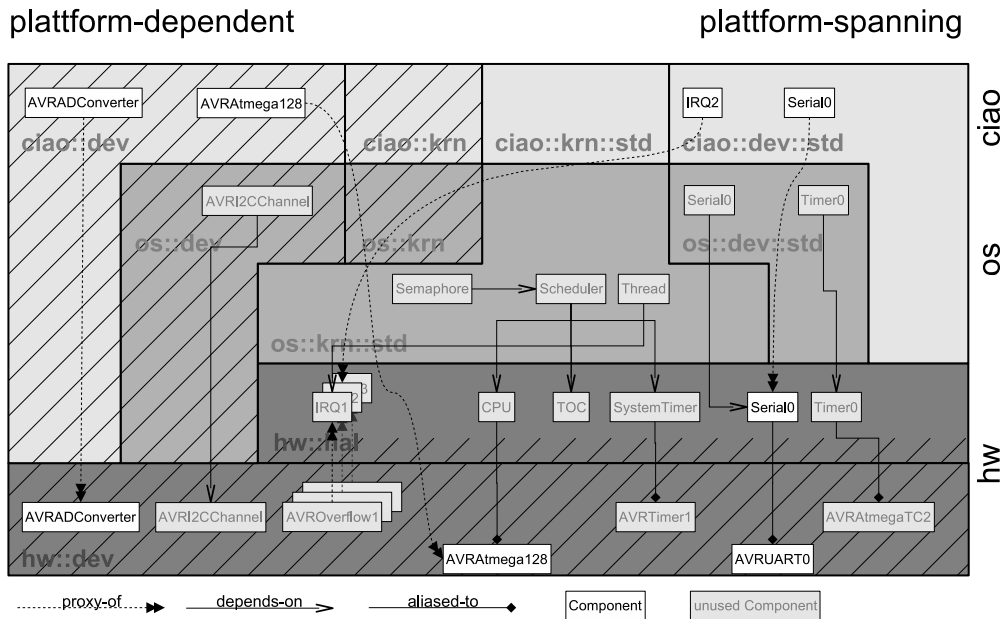 plattform-dependent
plattform-spanning
AVRADConverter
AVRAtmega128
IRQ2
Serial0
ciao
ciao::dev
ciao::krn
ciao::krn::std
ciao::dev::std
AVRI2CChannel
Serial0
Timer0
os::dev
os::krn
os::dev::std
os
Semaphore
Scheduler
Thread
os::krn::std
3
2
IRQ1
CPU
TOC
SystemTimer
Serial0
Timer0
hw::hal
hw
AVRADConverter
AVRI2CChannel
AVROverflow1
AVRTimer1
AVRAtmegaTC2
hw::dev
AVRAtmega128
AVRUART0
proxy-of
depends-on
aliased-to
Component
unused Component